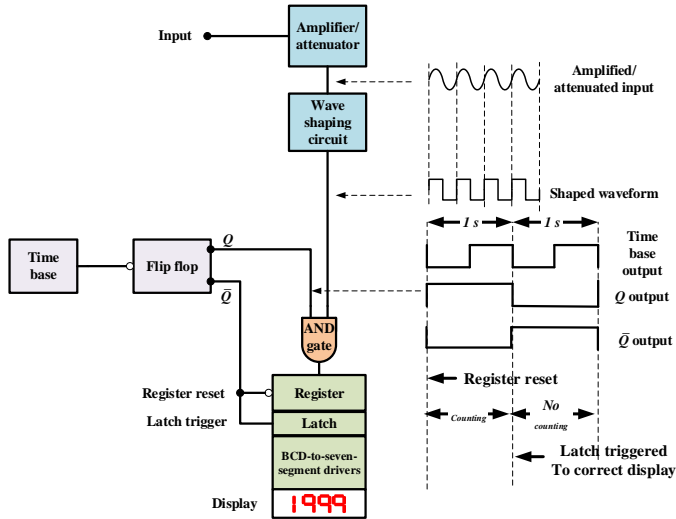 Input
Amplifier/
attenuator
Amplified/
attenuated input
Wave
shaping
circuit
Shaped waveform
1 s
1 s
Time
base
output
Time
base
Flip flop
Q
Q̄
Q output
Q̄ output
AND
gate
Register reset
Counting
No
counting
Register reset
Register
Latch trigger
Latch
BCD-to-seven-
segment drivers
Display
1999
Latch triggered
To correct display